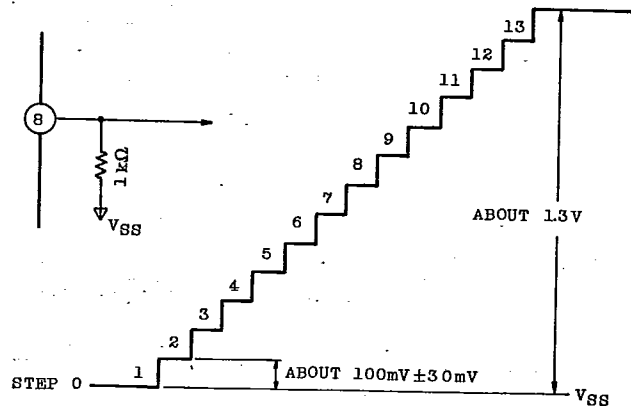 13
12
11
10
9
8
7
6
5
4
3
2
1
8
1kΩ
VSS
ABOUT 1.3V
ABOUT 100mV±30mV
STEP 0
VSS